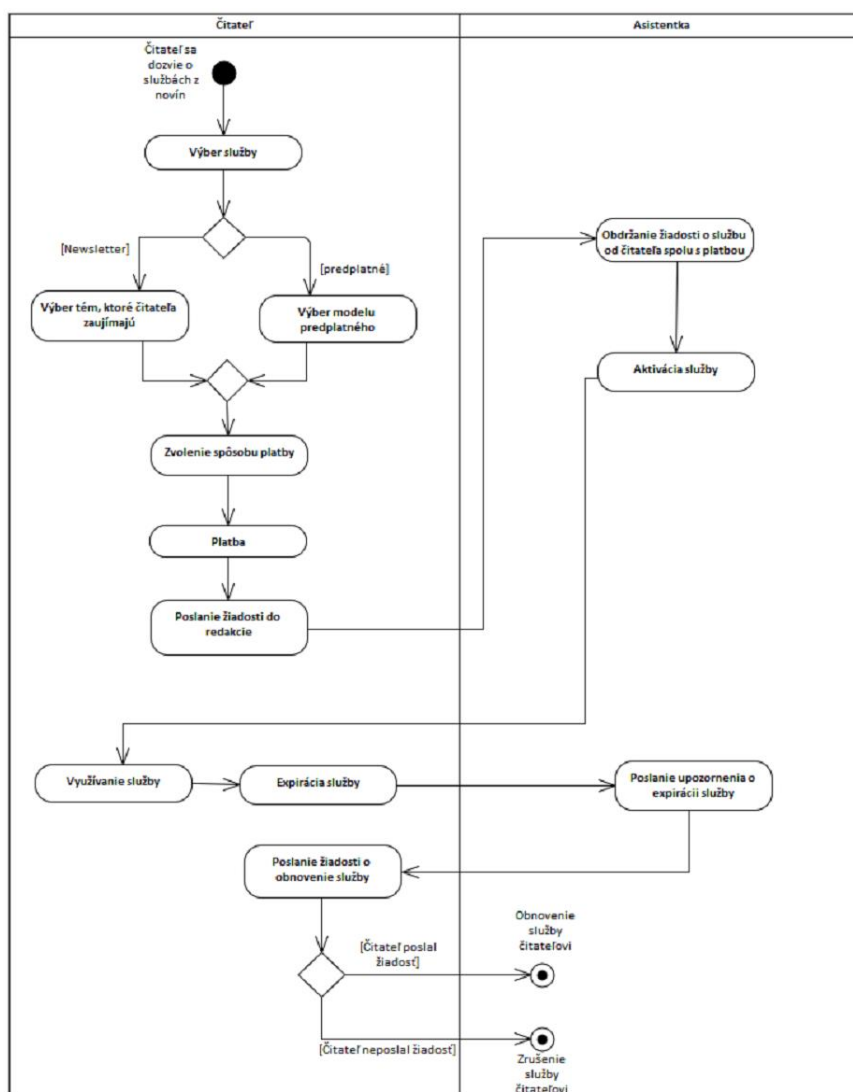 Čitateľ
Asistentka
Čitateľ sa
dozvie o
službách z
novín
Výber služby
[Newsletter]
[predplatné]
Výber tém, ktoré čitateľa
zaujímajú
Výber modelu
predplatného
Zvolenie spôsobu platby
Platba
Poslanie žiadosti do
redakcie
Obdržanie žiadosti o službu
od čitateľa spolu s platbou
Aktivácia služby
Využívanie služby
Expirácia služby
Poslanie upozornenia o
expirácii služby
Poslanie žiadosti o
obnovenie služby
[Čitateľ poslal
žiadosť]
Obnovenie
služby
čitateľovi
[Čitateľ neposlal žiadosť]
Zrušenie
služby
čitateľovi